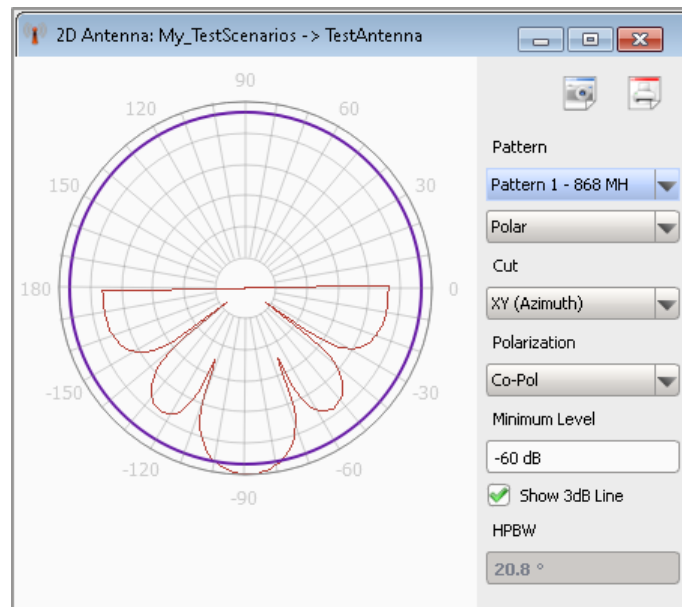 2D Antenna: My_TestScenarios -> TestAntenna
90
120
60
150
30
180
0
-150
-30
-120
-60
-90
Pattern
Pattern 1 - 868 MH
Polar
Cut
XY (Azimuth)
Polarization
Co-Pol
Minimum Level
-60 dB
Show 3dB Line
HPBW
20.8 °